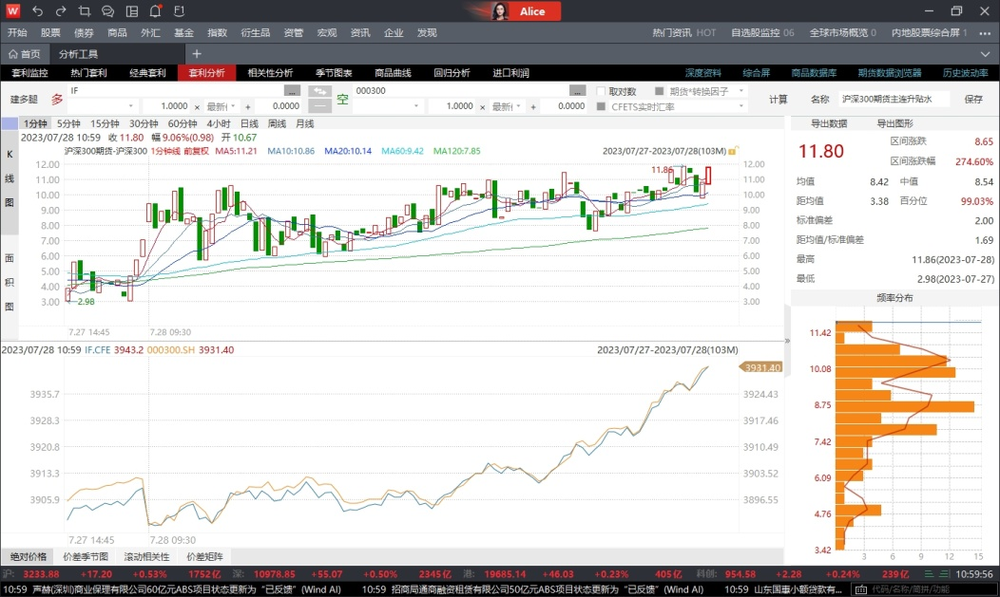 Alice
开始 股票 债券 商品 外汇 基金 指数 衍生品 资管 宏观 资讯 企业 发现 热门资讯 HOT 自选股监控 06 全球市场概览 0 内地股票综合屏 1
首页 分析工具 +
套利监控 热门套利 经典套利 套利分析 相关性分析 季节图表 商品曲线 回归分析 进口利润 深度资料 综合屏 商品数据库 期货数据浏览器 历史波动率
建多腿 多 IF ... 空 000300 ... 取对数 期货*转换因子 计算 名称 沪深300期货主连升贴水 保存
1.0000 × 最新 + 0.0000 1.0000 × 最新 + 0.0000 CFETS实时汇率
1分钟 5分钟 15分钟 30分钟 60分钟 4小时 日线 周线 月线
2023/07/28 10:59 收 11.80 幅 9.06%(0.98) 开 10.67
沪深300期货-沪深300 1分钟线 前复权 MA5:11.21 MA10:10.86 MA20:10.14 MA60:9.42 MA120:7.85 2023/07/27-2023/07/28(103M)
K 线 图
面 积 图
12.00 11.86 12.00
11.00 11.00
10.00 10.00
9.00 9.00
8.00 8.00
7.00 7.00
6.00 6.00
5.00 5.00
4.00 4.00
3.00 2.98 3.00
7.27 14:45 7.28 09:30
2023/07/28 10:59 IF.CFE 3943.2 000300.SH 3931.40 2023/07/27-2023/07/28(103M)
3931.40
3935.7 3924.43
3928.3 3917.46
3920.8 3910.49
3913.3 3903.52
3905.9 3896.55
7.27 14:45 7.28 09:30
绝对价格 价差季节图 滚动相关性 价差矩阵
导出数据 导出图形
11.80
区间涨跌 8.65
区间涨跌幅 274.60%
均值 8.42 中值 8.54
距均值 3.38 百分位 99.03%
标准偏差 2.00
距均值/标准偏差 1.69
最高 11.86(2023-07-28)
最低 2.98(2023-07-27)
频率分布
11.42
10.08
8.75
7.42
6.09
4.76
3.42
3 6 9 12 15
沪: 3233.88 +17.20 +0.53% 1752亿 深: 10978.85 +55.07 +0.50% 2345亿 港: 19685.14 +46.03 +0.23% 405亿 科创: 954.58 +2.28 +0.24% 239亿 10:59:56
10:59 声赫(深圳)商业保理有限公司60亿元ABS项目状态更新为 “已反馈” (Wind AI) 10:59 招商局通商融资租赁有限公司50亿元ABS项目状态更新为 “已反馈” (Wind AI) 10:59 山东国惠小额贷款有... 代码/名称/简拼/功能